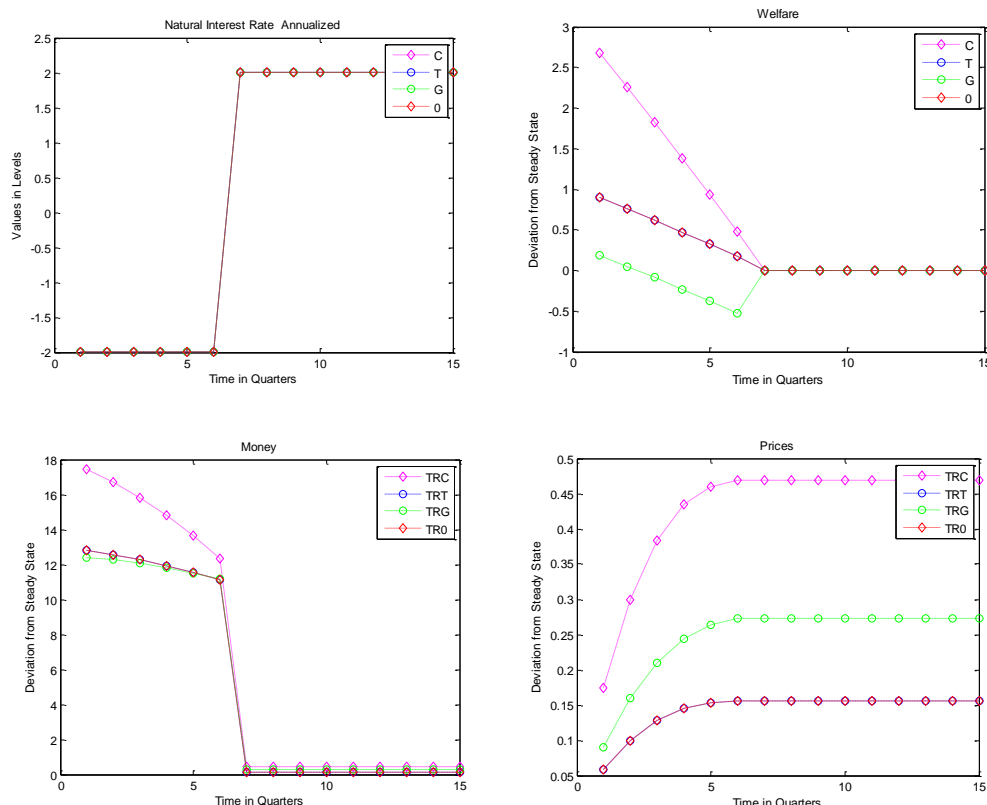 Natural Interest Rate Annualized
2.5
2
1.5
1
0.5
0
-0.5
-1
-1.5
-2
Values in Levels
C
T
G
0
0
5
10
15
Time in Quarters
Welfare
3
2.5
2
1.5
1
0.5
0
-0.5
-1
Deviation from Steady State
C
T
G
0
0
5
10
15
Time in Quarters
Money
18
16
14
12
10
8
6
4
2
0
Deviation from Steady State
TRC
TRT
TRG
TR0
0
5
10
15
Time in Quarters
Prices
0.5
0.45
0.4
0.35
0.3
0.25
0.2
0.15
0.1
0.05
Deviation from Steady State
TRC
TRT
TRG
TR0
0
5
10
15
Time in Quarters